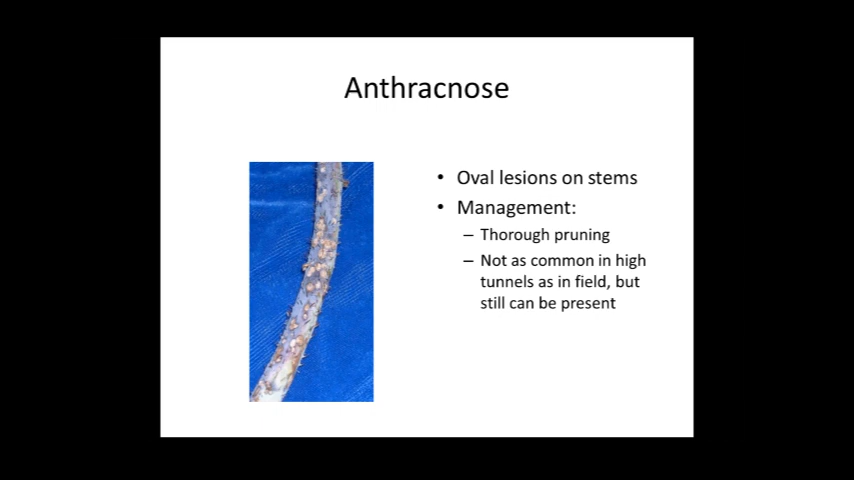 Anthracnose
• Oval lesions on stems
• Management:
– Thorough pruning
– Not as common in high
tunnels as in field, but
still can be present